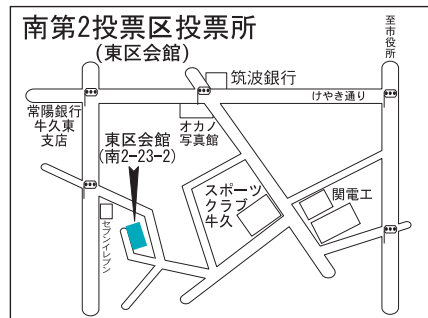 南第2投票区投票所
(東区会館)
至市役所
筑波銀行
けやき通り
常陽銀行
牛久東
支店
オカノ
写真館
東区会館
(南2-23-2)
スポーツ
クラブ
牛久
関電工
セブンイレブン